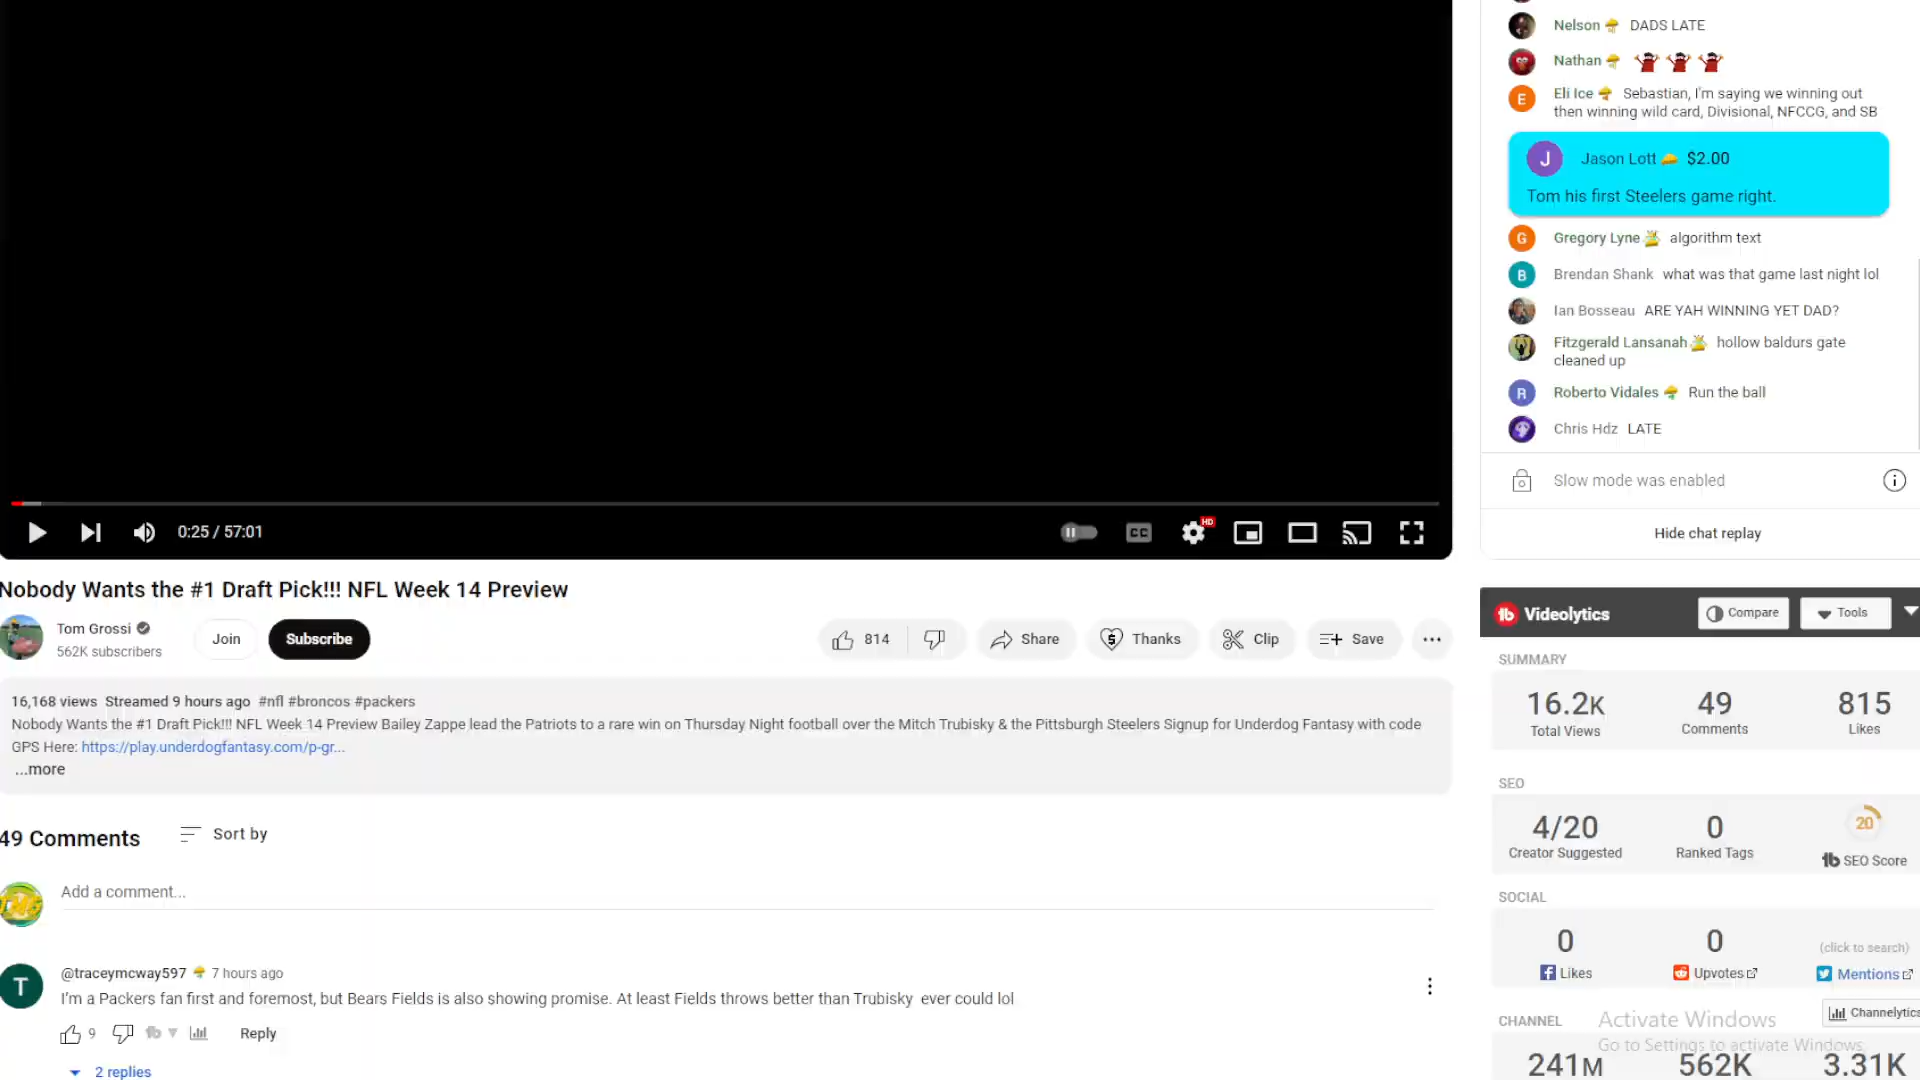 Nelson DADS LATE
Nathan
E
Eli Ice Sebastian, I'm saying we winning out
then winning wild card, Divisional, NFCCG, and SB
J
Jason Lott $2.00
Tom his first Steelers game right.
G
Gregory Lyne algorithm text
B
Brendan Shank what was that game last night lol
Ian Bosseau ARE YAH WINNING YET DAD?
Fitzgerald Lansanah hollow baldurs gate
cleaned up
R
Roberto Vidales Run the ball
Chris Hdz LATE
Slow mode was enabled
Hide chat replay
0:25 / 57:01
CC
HD
Nobody Wants the #1 Draft Pick!!! NFL Week 14 Preview
Tom Grossi
562K subscribers
Join
Subscribe
814
Share
Thanks
Clip
Save
16,168 views Streamed 9 hours ago #nfl #broncos #packers
Nobody Wants the #1 Draft Pick!!! NFL Week 14 Preview Bailey Zappe lead the Patriots to a rare win on Thursday Night football over the Mitch Trubisky & the Pittsburgh Steelers Signup for Underdog Fantasy with code
GPS Here: https://play.underdogfantasy.com/p-gr...
...more
49 Comments
Sort by
Add a comment...
T
@traceymcway597 7 hours ago
I'm a Packers fan first and foremost, but Bears Fields is also showing promise. At least Fields throws better than Trubisky ever could lol
9
Reply
2 replies
tb Videolytics
Compare
Tools
SUMMARY
16.2K
Total Views
49
Comments
815
Likes
SEO
4/20
Creator Suggested
0
Ranked Tags
20
tb SEO Score
SOCIAL
0
Likes
0
Upvotes
(click to search)
Mentions
CHANNEL
Channelytics
241M
562K
3.31K
Activate Windows
Go to Settings to activate Windows.